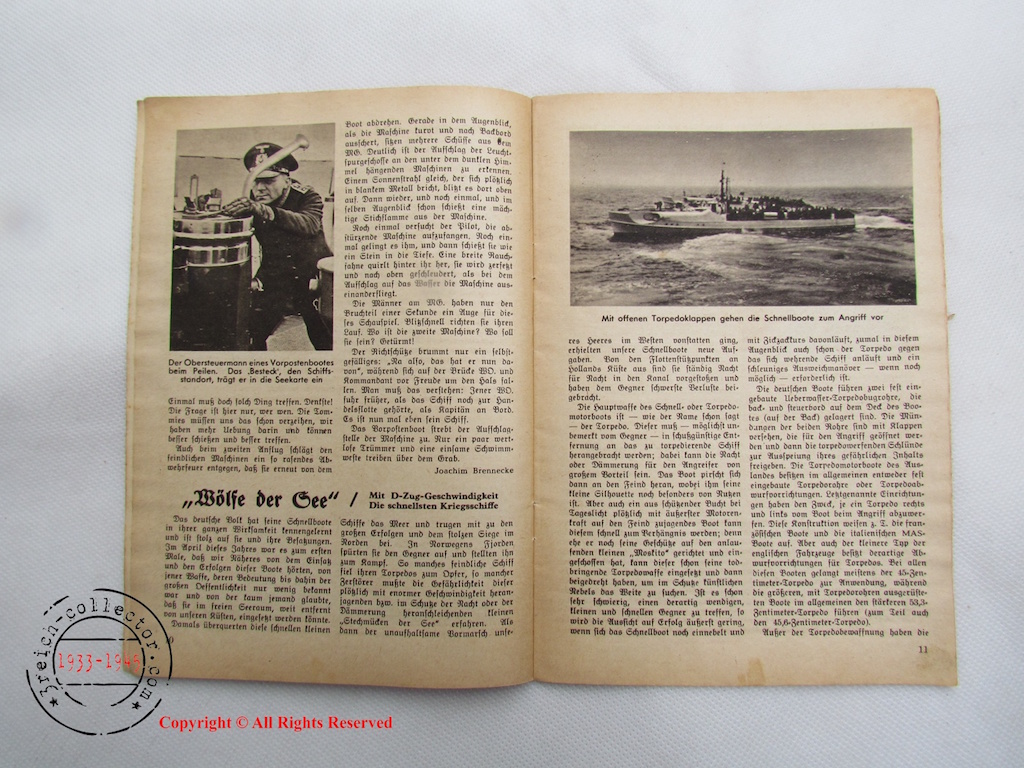 Boot abdrehen. Gerade in dem Augenblick,
als die Maschine kurvt und nach Backbord
ausschert, sitzen mehrere Schüsse aus dem
MG. Deutlich ist der Aufschlag der Leucht-
spurgeschosse an den unter dem dunklen Him-
mel hängenden Maschinen zu erkennen.
Einem Sonnenstrahl gleich, der sich plötzlich
in blankem Metall bricht, blitzt es dort oben
auf. Dann wieder, und noch einmal, und im
selben Augenblick schon schießt eine mäch-
tige Stichflamme aus der Maschine.
Noch einmal versucht der Pilot, die ab-
stürzende Maschine aufzufangen. Noch ein-
mal gelingt es ihm, und dann schießt sie wie
ein Stein in die Tiefe. Eine breite Rauch-
fahne quirlt hinter ihr her, sie wird zerfetzt
und nach oben geschleudert, als bei dem
Aufschlag auf das Wasser die Maschine aus-
einanderfliegt.
Die Männer am MG. haben nur den
Bruchteil einer Sekunde ein Auge für die-
ses Schauspiel. Blitzschnell richten sie ihren
Lauf. Wo ist die zweite Maschine? Wo soll
sie sein? Getürmt!
Der Richtschütze brummt nur ein selbst-
gefälliges: „Na also, das hat er nun da-
von“, während sich auf der Brücke WO. und
Kommandant vor Freude um den Hals fal-
len. Man muß das verstehen: Jener WO.
fuhr früher, als das Schiff noch zur Han-
delsflotte gehörte, als Kapitän an Bord.
Es ist nun mal eben sein Schiff.
Das Vorpostenboot strebt der Aufschlag-
stelle der Maschine zu. Nur ein paar wert-
lose Trümmer und eine einsame Schwimm-
weste treiben über dem Grab.
Joachim Brennecke
Der Obersteuermann eines Vorpostenbootes
beim Peilen. Das ‚Besteck‘, den Schiffs-
standort, trägt er in die Seekarte ein
Einmal muß doch solch Ding treffen. Denkste!
Die Frage ist hier nur, wer wen. Die Tom-
mies müssen uns das schon verzeihen, wir
haben mehr Uebung darin und können
besser schießen und besser treffen.
Auch beim zweiten Anflug schlägt den
feindlichen Maschinen ein so rasendes Ab-
wehrfeuer entgegen, daß sie erneut von dem
„Wölfe der See“ / Mit D-Zug-Geschwindigkeit
Die schnellsten Kriegsschiffe
Das deutsche Volk hat seine Schnellboote
in ihrer ganzen Wirksamkeit kennengelernt
und ist stolz auf sie und ihre Besatzungen.
Im April dieses Jahres war es zum ersten
Male, daß wir Näheres von dem Einsatz
und den Erfolgen dieser Boote hörten, von
jener Waffe, deren Bedeutung bis dahin der
großen Oeffentlichkeit nur wenig bekannt
war und von der kaum jemand glaubte,
daß sie im freien Seeraum, weit entfernt
von unseren Küsten, eingesetzt werden könnte.
Damals überquerten diese schnellen kleinen
Schiffe das Meer und trugen mit zu den
großen Erfolgen und dem stolzen Siege im
Norden bei. In Norwegens Fjorden
spürten sie den Gegner auf und stellten ihn
zum Kampf. So manches feindliche Schiff
fiel ihren Torpedos zum Opfer, so mancher
Zerstörer mußte die Gefährlichkeit dieser
plötzlich mit enormer Geschwindigkeit heran-
jagenden bzw. im Schutze der Nacht oder der
Dämmerung heranschleichenden kleinen
„Stechmücken der See“ erfahren. Als
dann der unaufhaltsame Vormarsch unse-
Mit offenen Torpedoklappen gehen die Schnellboote zum Angriff vor
res Heeres im Westen vonstatten ging,
erhielten unsere Schnellboote neue Auf-
gaben. Von den Flottenstützpunkten an
Hollands Küste aus sind sie ständig Nacht
für Nacht in den Kanal vorgestoßen und
haben dem Gegner schwerste Verluste bei-
gebracht.
Die Hauptwaffe des Schnell- oder Torpedo-
motorboots ist — wie der Name schon sagt
— der Torpedo. Dieser muß — möglichst un-
bemerkt vom Gegner — in schußgünstige Ent-
fernung an das zu torpedierende Schiff
herangebracht werden; dabei kann die Nacht
oder Dämmerung für den Angreifer von
großem Vorteil sein. Das Boot pirscht sich
dann an den Feind heran, wobei ihm seine
kleine Silhouette noch besonders von Nutzen
ist. Aber auch ein aus schützender Bucht bei
Tageslicht plötzlich mit äußerster Motoren-
kraft auf den Feind zujagendes Boot kann
diesem schnell zum Verhängnis werden; denn
ehe er noch seine Geschütze auf den anlau-
fenden kleinen „Moskito“ gerichtet und ein-
geschossen hat, kann dieser schon seine tod-
bringende Torpedowaffe eingesetzt und dann
beigedreht haben, um im Schutze künstlichen
Nebels das Weite zu suchen. Ist es schon
sehr schwierig, einen derartig wendigen,
kleinen und schnellen Gegner zu treffen, so
wird die Aussicht auf Erfolg äußerst gering,
wenn sich das Schnellboot noch einnebelt und
mit Zickzackkurs davonläuft, zumal in diesem
Augenblick auch schon der Torpedo gegen
das sich wehrende Schiff anläuft und ein
schleuniges Ausweichmanöver — wenn noch
möglich — erforderlich ist.
Die deutschen Boote führen zwei fest ein-
gebaute Ueberwasser-Torpedobugrohre, die
back- und steuerbord auf dem Deck des Boo-
tes (auf der Back) gelagert sind. Die Mün-
dungen der beiden Rohre sind mit Klappen
versehen, die für den Angriff geöffnet wer-
den und dann die torpedowerfenden Schlünde
zur Ausspeiung ihres gefährlichen Inhalts
freigeben. Die Torpedomotorboote des Aus-
landes besitzen im allgemeinen entweder fest
eingebaute Torpedorohre oder Torpedoab-
wurfvorrichtungen. Letztgenannte Einrichtun-
gen haben den Zweck, je ein Torpedo rechts
und links vom Boot beim Angriff abzuwer-
fen. Diese Konstruktion weisen z. T. die fran-
zösischen Boote und die italienischen MAS-
Boote auf. Aber auch der kleinere Typ der
englischen Fahrzeuge besitzt derartige Ab-
wurfvorrichtungen für Torpedos. Bei allen
diesen Booten gelangt meistens der 45-Zen-
timeter-Torpedo zur Anwendung, während
die größeren, mit Torpedorohren ausgerüste-
ten Boote im allgemeinen den stärkeren 53,3-
Zentimeter-Torpedo führen (zum Teil auch
den 45,6-Zentimeter-Torpedo).
Außer der Torpedobewaffnung haben die
11
3reich-collector.com
1933-1945
Copyright © All Rights Reserved